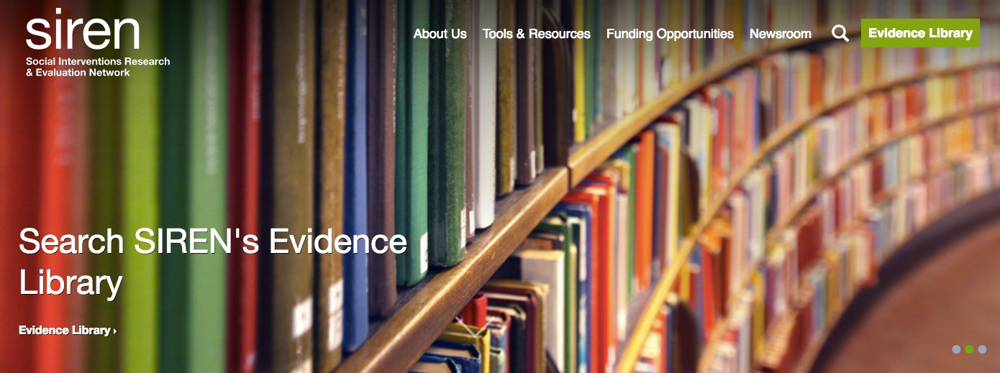 siren
Social Interventions Research
& Evaluation Network
About Us
Tools & Resources
Funding Opportunities
Newsroom
Evidence Library
Search SIREN's Evidence
Library
Evidence Library